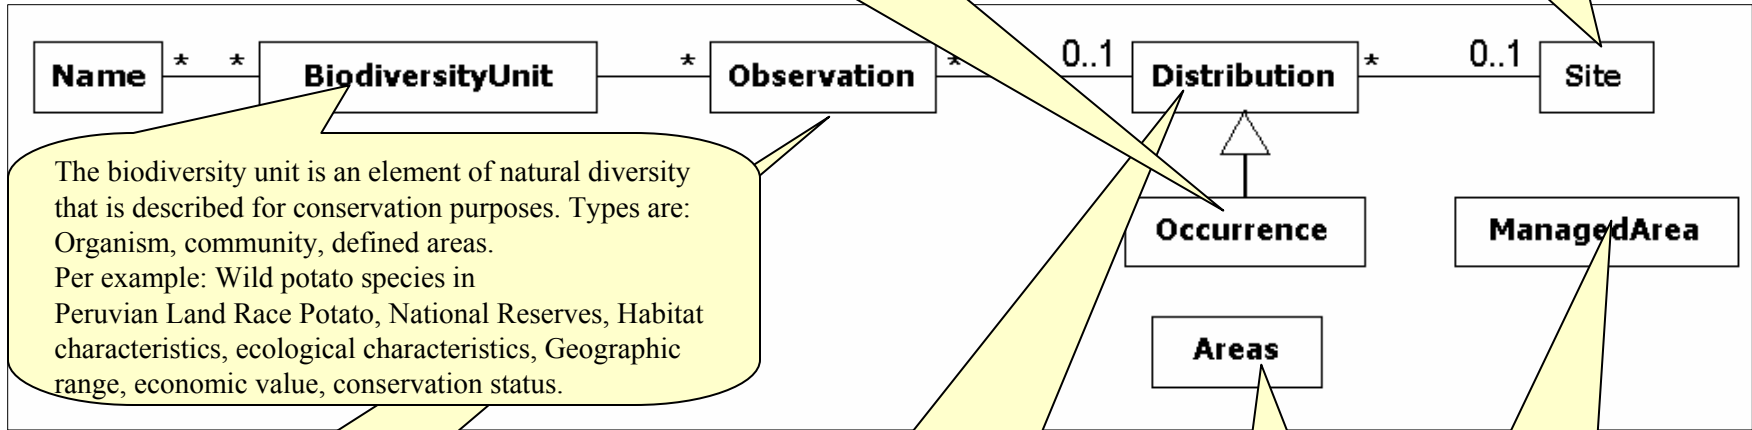 Name * * BiodiversityUnit * Observation * 0..1 Distribution * 0..1 Site
The biodiversity unit is an element of natural diversity
that is described for conservation purposes. Types are:
Organism, community, defined areas.
Per example: Wild potato species in
Peruvian Land Race Potato, National Reserves, Habitat
characteristics, ecological characteristics, Geographic
range, economic value, conservation status.
Occurrence ManagedArea
Areas